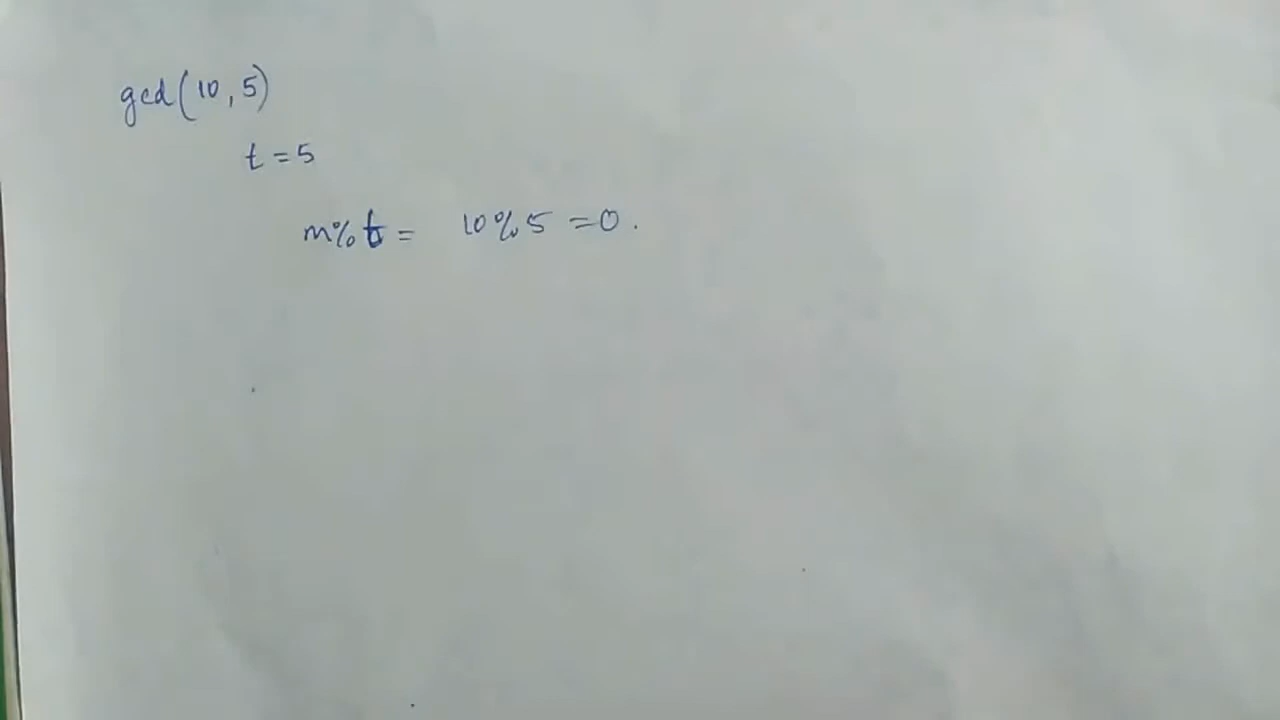 gcd(10,5)
t = 5
m%t = 10%5 = 0.